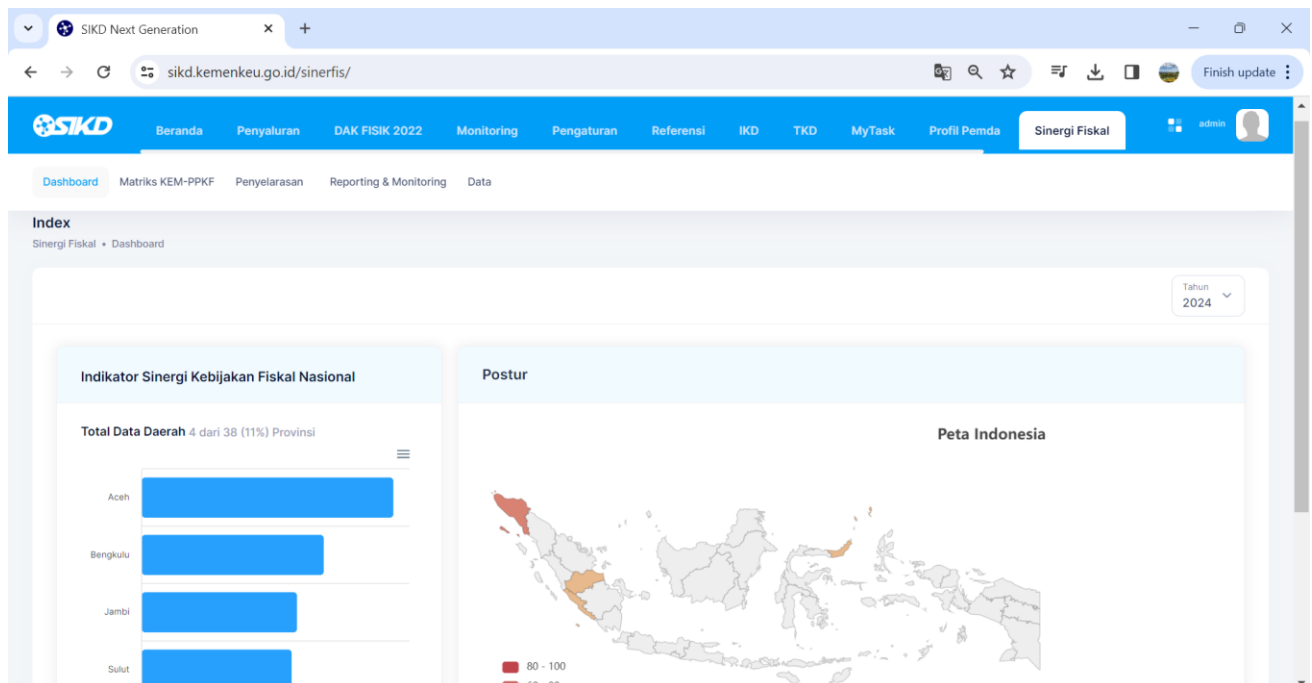 SIKD Next Generation
sikd.kemenkeu.go.id/sinerfis/
Finish update
SIKD
Beranda
Penyaluran
DAK FISIK 2022
Monitoring
Pengaturan
Referensi
IKD
TKD
MyTask
Profil Pemda
Sinergi Fiskal
admin
Dashboard
Matriks KEM-PPKF
Penyelarasan
Reporting & Monitoring
Data
Index
Sinergi Fiskal • Dashboard
Tahun
2024
Indikator Sinergi Kebijakan Fiskal Nasional
Postur
Total Data Daerah 4 dari 38 (11%) Provinsi
Peta Indonesia
Aceh
Bengkulu
Jambi
Sulut
80 - 100